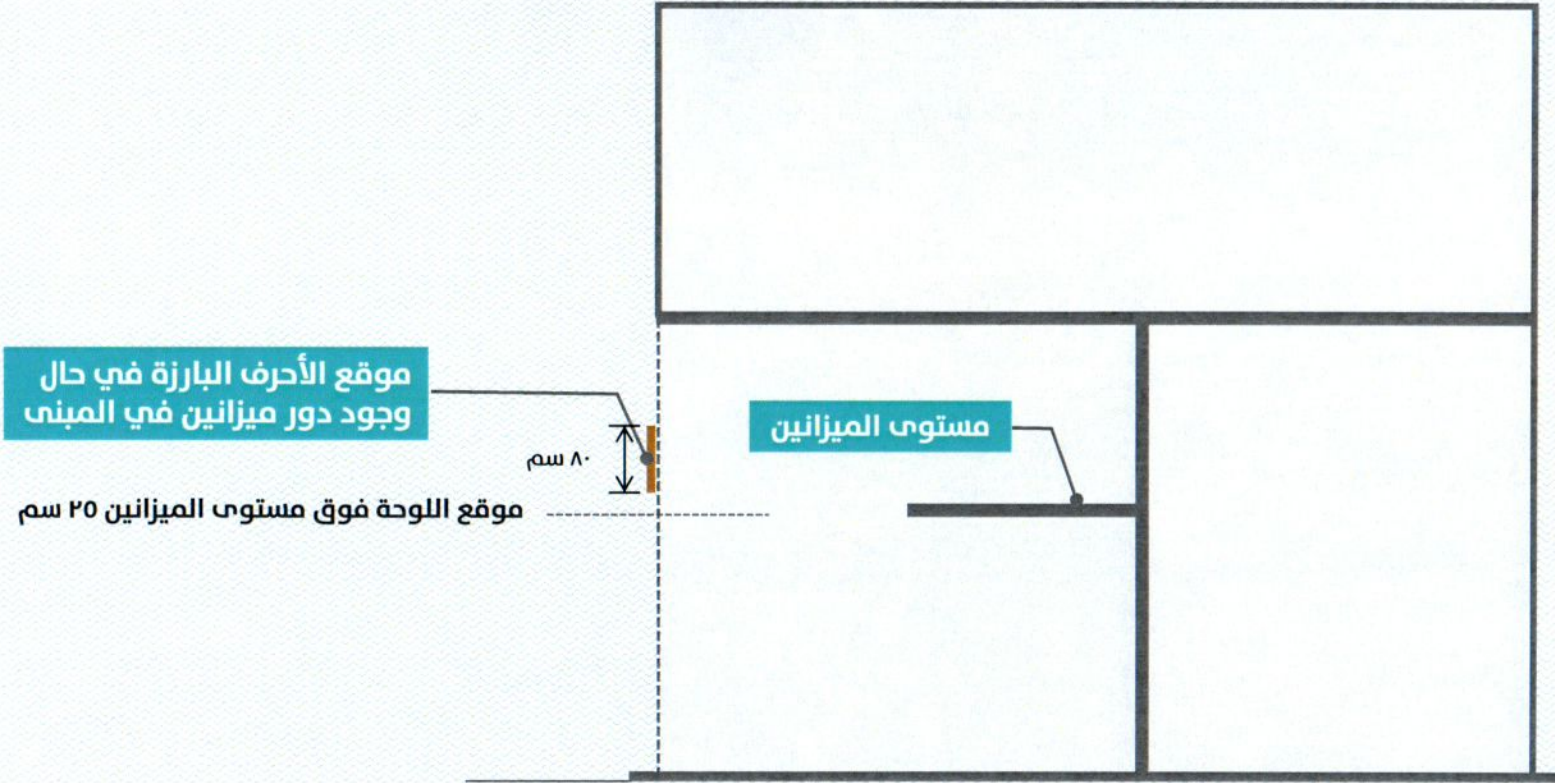 موقع الأحرف البارزة في حال
وجود دور ميزانين في المبنى
مستوى الميزانين
٨٠ سم
موقع اللوحة فوق مستوى الميزانين ٢٥ سم